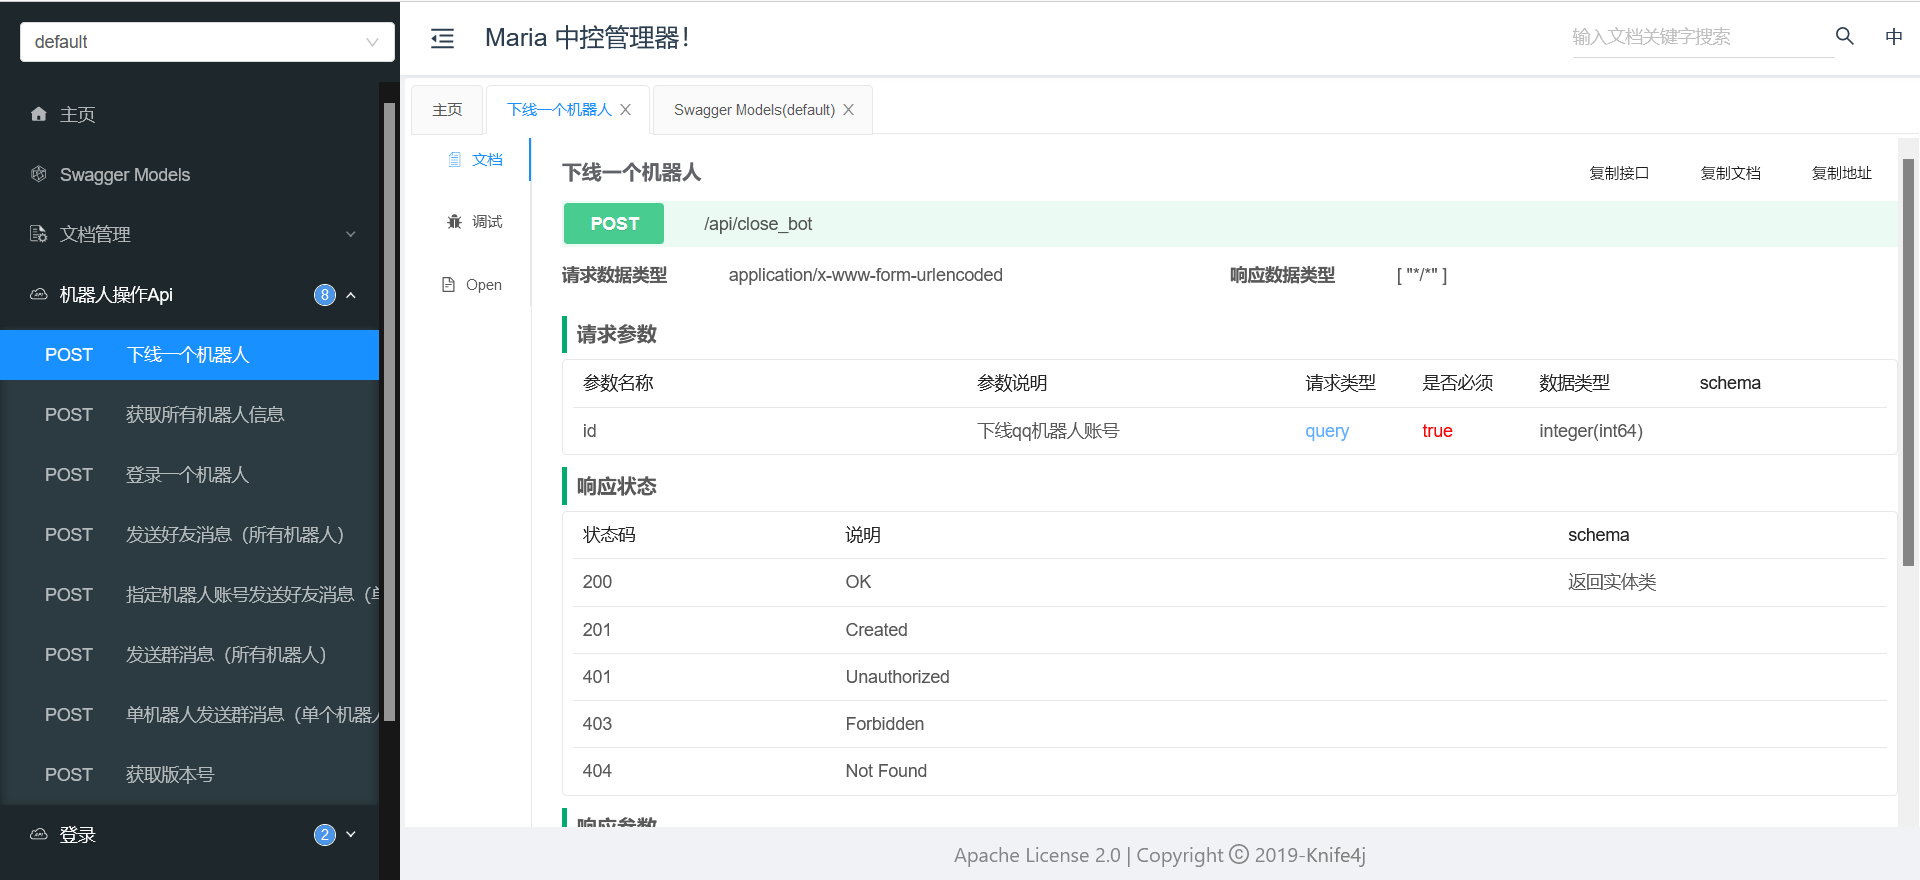 default
主页
Swagger Models
文档管理
机器人操作Api 8
POST 下线一个机器人
POST 获取所有机器人信息
POST 登录一个机器人
POST 发送好友消息（所有机器人）
POST 指定机器人账号发送好友消息（单
POST 发送群消息（所有机器人）
POST 单机器人发送群消息（单个机器人
POST 获取版本号
登录 2
Maria 中控管理器！
输入文档关键字搜索
中
主页 下线一个机器人 Swagger Models(default)
文档
调试
Open
下线一个机器人 复制接口 复制文档 复制地址
POST /api/close_bot
请求数据类型 application/x-www-form-urlencoded 响应数据类型 [ "*/*" ]
请求参数
参数名称 参数说明 请求类型 是否必须 数据类型 schema
id 下线qq机器人账号 query true integer(int64)
响应状态
状态码 说明 schema
200 OK 返回实体类
201 Created
401 Unauthorized
403 Forbidden
404 Not Found
响应参数
Apache License 2.0 | Copyright © 2019-Knife4j